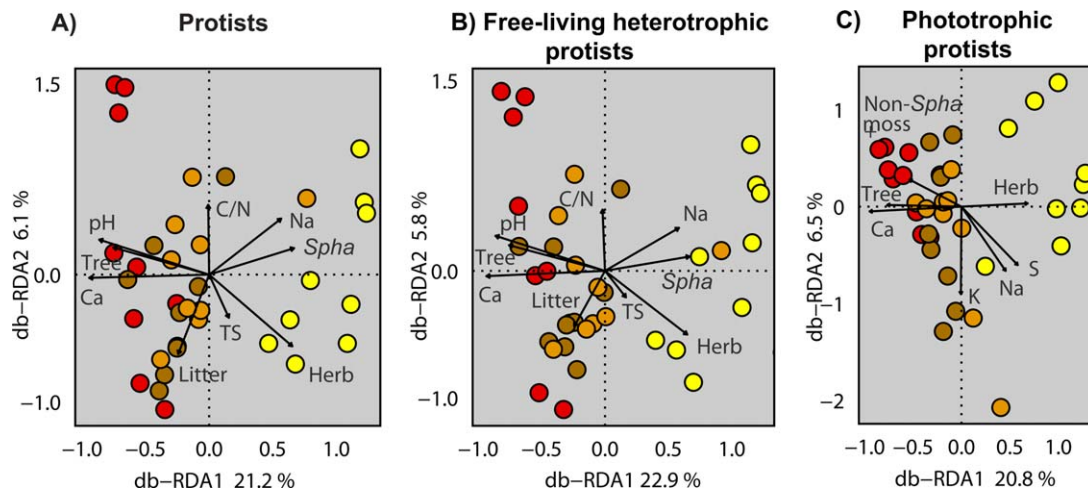 A) Protists
1.5
0.0
−1.0
db−RDA2 6.1 %
pH
Tree
Ca
C/N
Na
Spha
TS
Litter
Herb
−1.0 −0.5 0.0 0.5 1.0
db−RDA1 21.2 %
B) Free-living heterotrophic
protists
1.5
0.0
−1.0
db−RDA2 5.8 %
pH
Tree
Ca
C/N
Na
Spha
Litter
TS
Herb
−1.0 −0.5 0.0 0.5 1.0
db−RDA1 22.9 %
C) Phototrophic
protists
1
0
−1
−2
db−RDA2 6.5 %
Non-Spha
moss
Tree
Ca
Herb
S
Na
K
−1.0 −0.5 0.0 0.5 1.0
db−RDA1 20.8 %